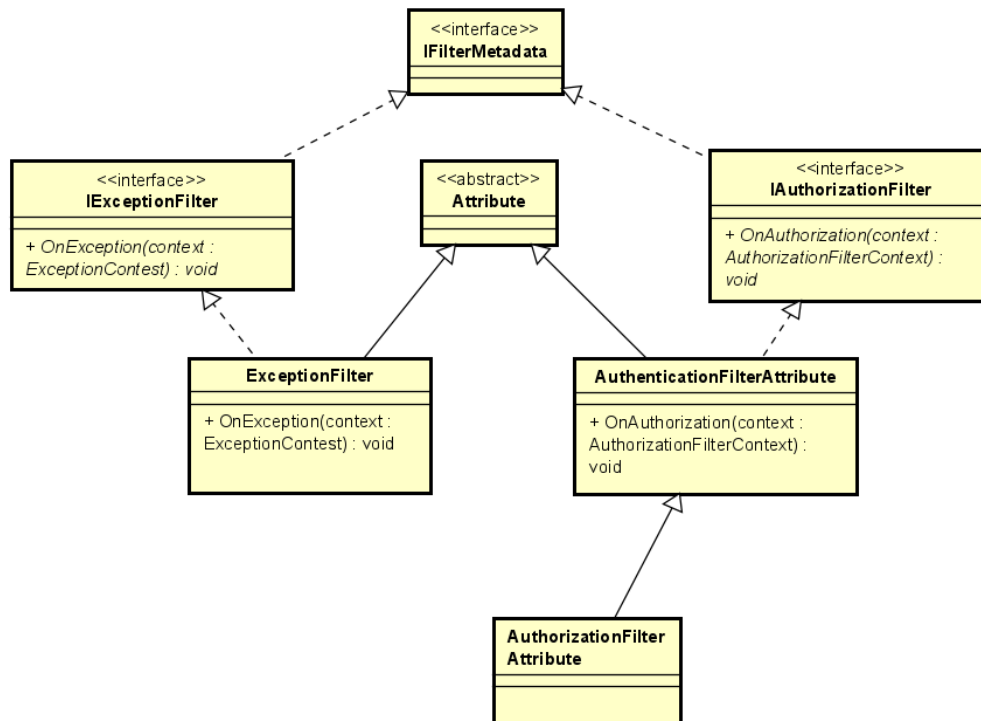 <<interface>>
IFilterMetadata
<<interface>>
IExceptionFilter
+ OnException(context :
ExceptionContest) : void
<<abstract>>
Attribute
<<interface>>
IAuthorizationFilter
+ OnAuthorization(context :
AuthorizationFilterContext) :
void
ExceptionFilter
+ OnException(context :
ExceptionContest) : void
AuthenticationFilterAttribute
+ OnAuthorization(context :
AuthorizationFilterContext) :
void
AuthorizationFilter
Attribute